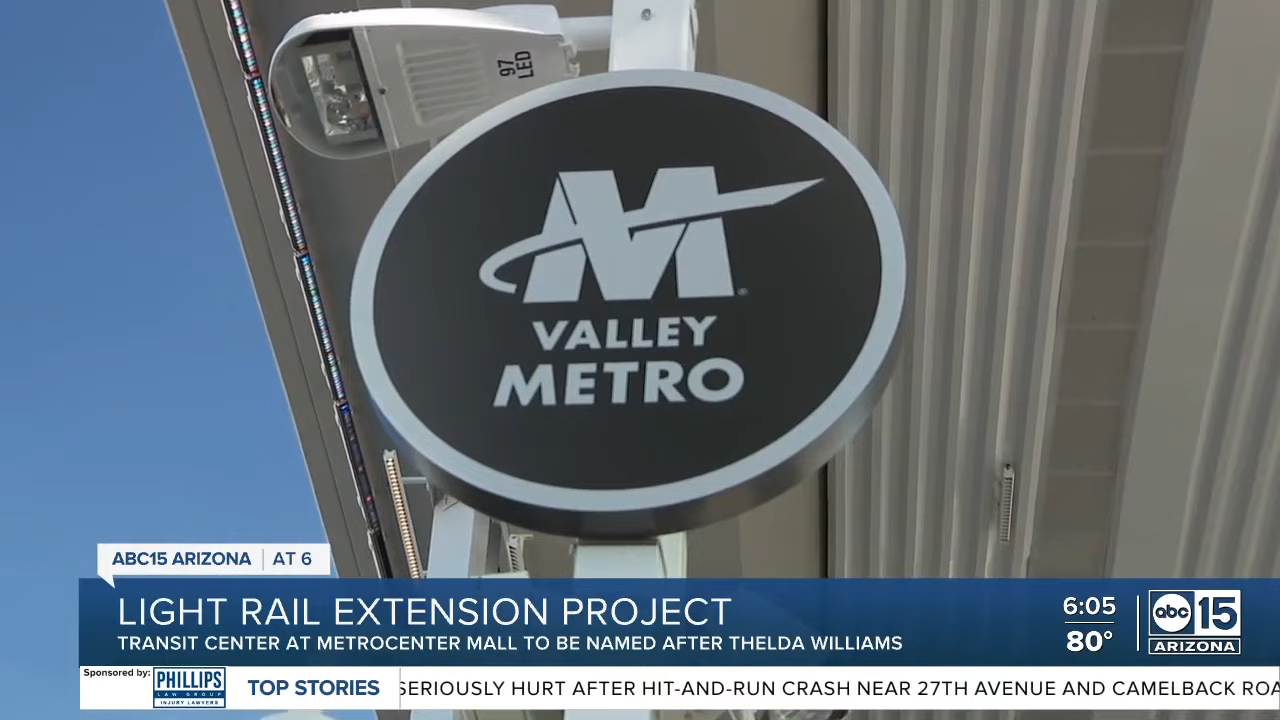 97
LED
M
VALLEY
METRO
ABC15 ARIZONA | AT 6
LIGHT RAIL EXTENSION PROJECT
TRANSIT CENTER AT METROCENTER MALL TO BE NAMED AFTER THELDA WILLIAMS
6:05
80°
abc 15
ARIZONA
Sponsored by:
PHILLIPS
LAW GROUP
INJURY LAWYERS
TOP STORIES
SERIOUSLY HURT AFTER HIT-AND-RUN CRASH NEAR 27TH AVENUE AND CAMELBACK ROA